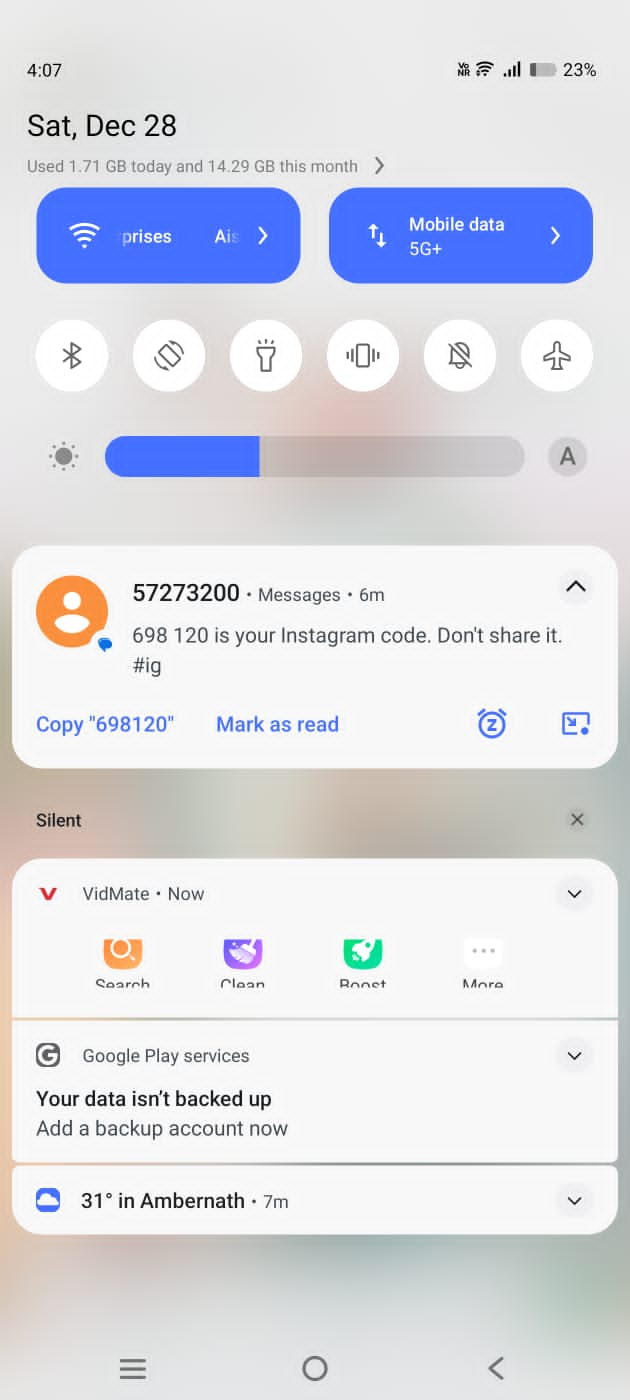 4:07
Vo
NR
23%
Sat, Dec 28
Used 1.71 GB today and 14.29 GB this month
prises Ais
Mobile data
5G+
A
57273200 • Messages • 6m
698 120 is your Instagram code. Don't share it.
#ig
Copy "698120" Mark as read
Z
Silent
VidMate • Now
Search Clean Boost More
G
Google Play services
Your data isn't backed up
Add a backup account now
31° in Ambernath • 7m